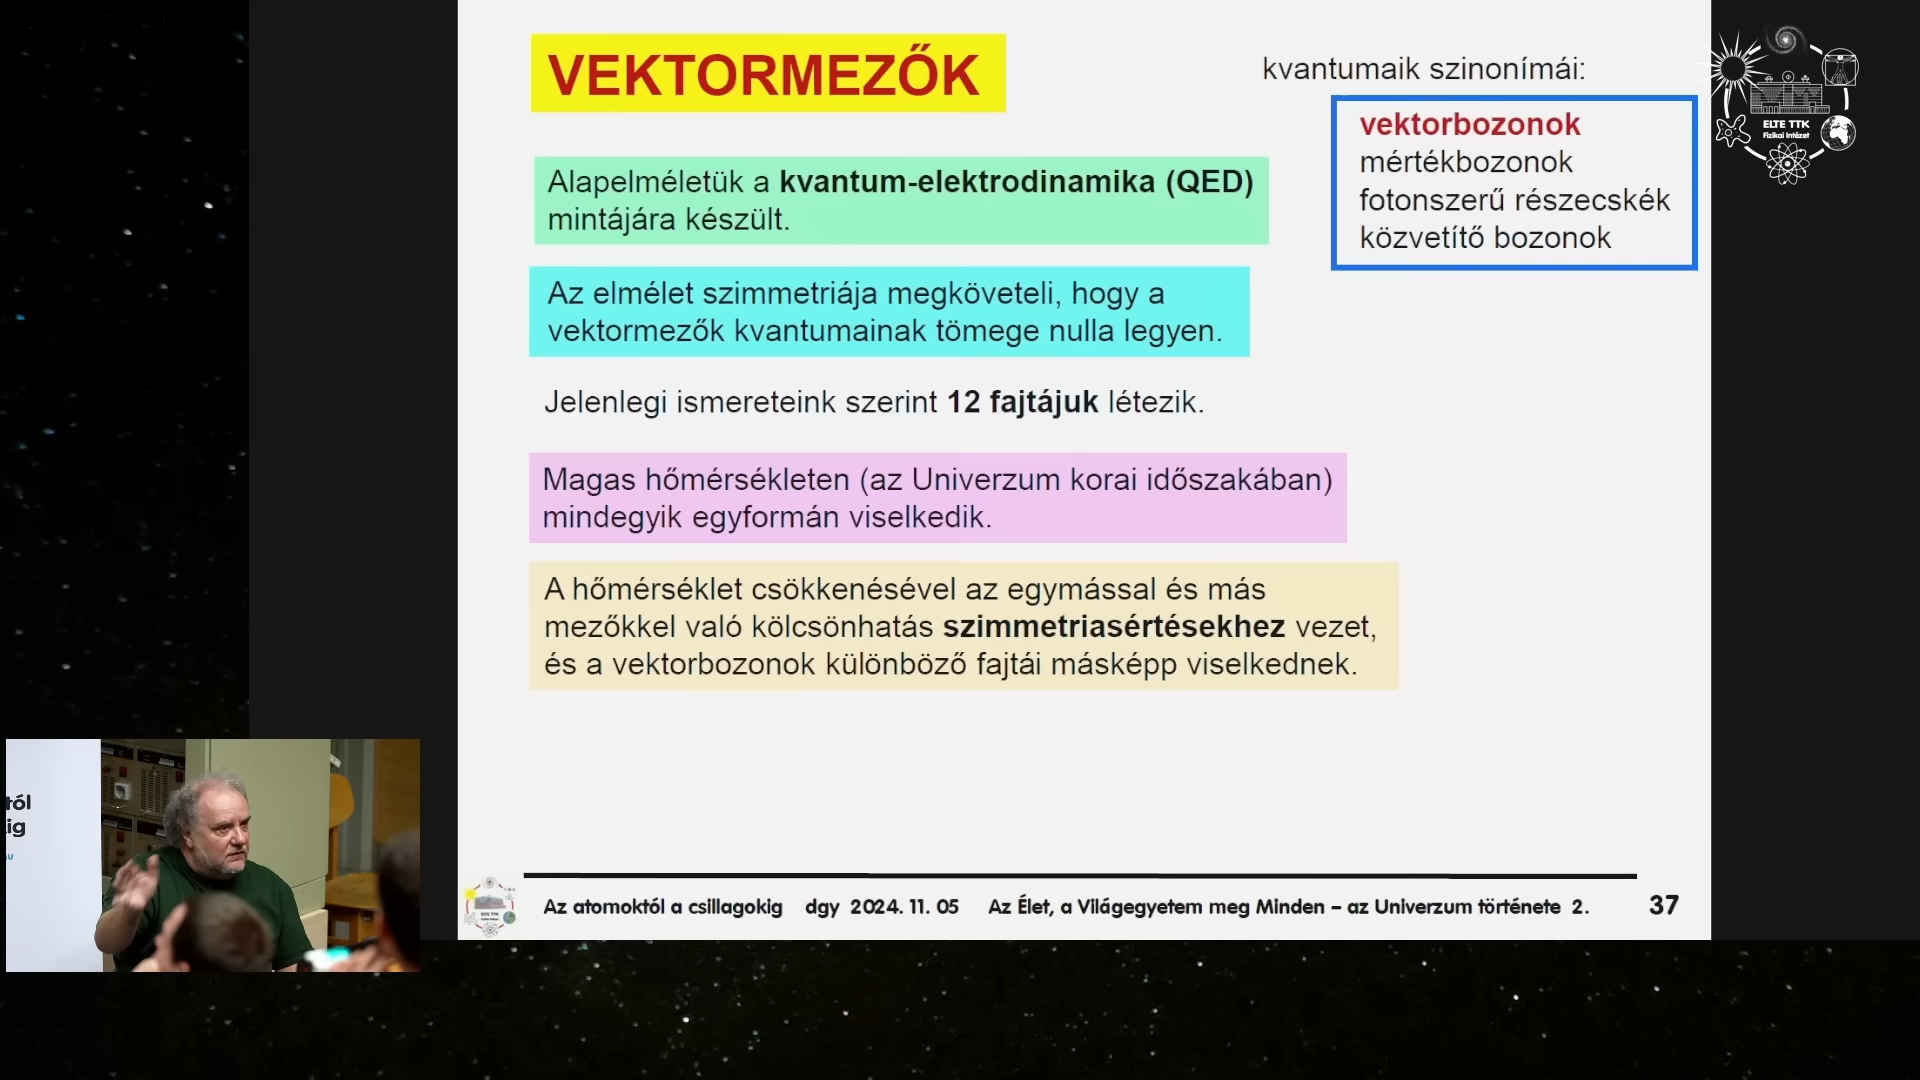 VEKTORMEZŐK
kvantumaik szinonímái:
vektorbozonok
mértékbozonok
fotonszerű részecskék
közvetítő bozonok
ELTE TTK
Fizikai Intézet
Alapelméletük a kvantum-elektrodinamika (QED)
mintájára készült.
Az elmélet szimmetriája megköveteli, hogy a
vektormezők kvantumainak tömege nulla legyen.
Jelenlegi ismereteink szerint 12 fajtájuk létezik.
Magas hőmérsékleten (az Univerzum korai időszakában)
mindegyik egyformán viselkedik.
A hőmérséklet csökkenésével az egymással és más
mezőkkel való kölcsönhatás szimmetriasértésekhez vezet,
és a vektorbozonok különböző fajtái másképp viselkednek.
Az atomoktól a csillagokig dgy 2024. 11. 05 Az Élet, a Világegyetem meg Minden – az Univerzum története 2. 37